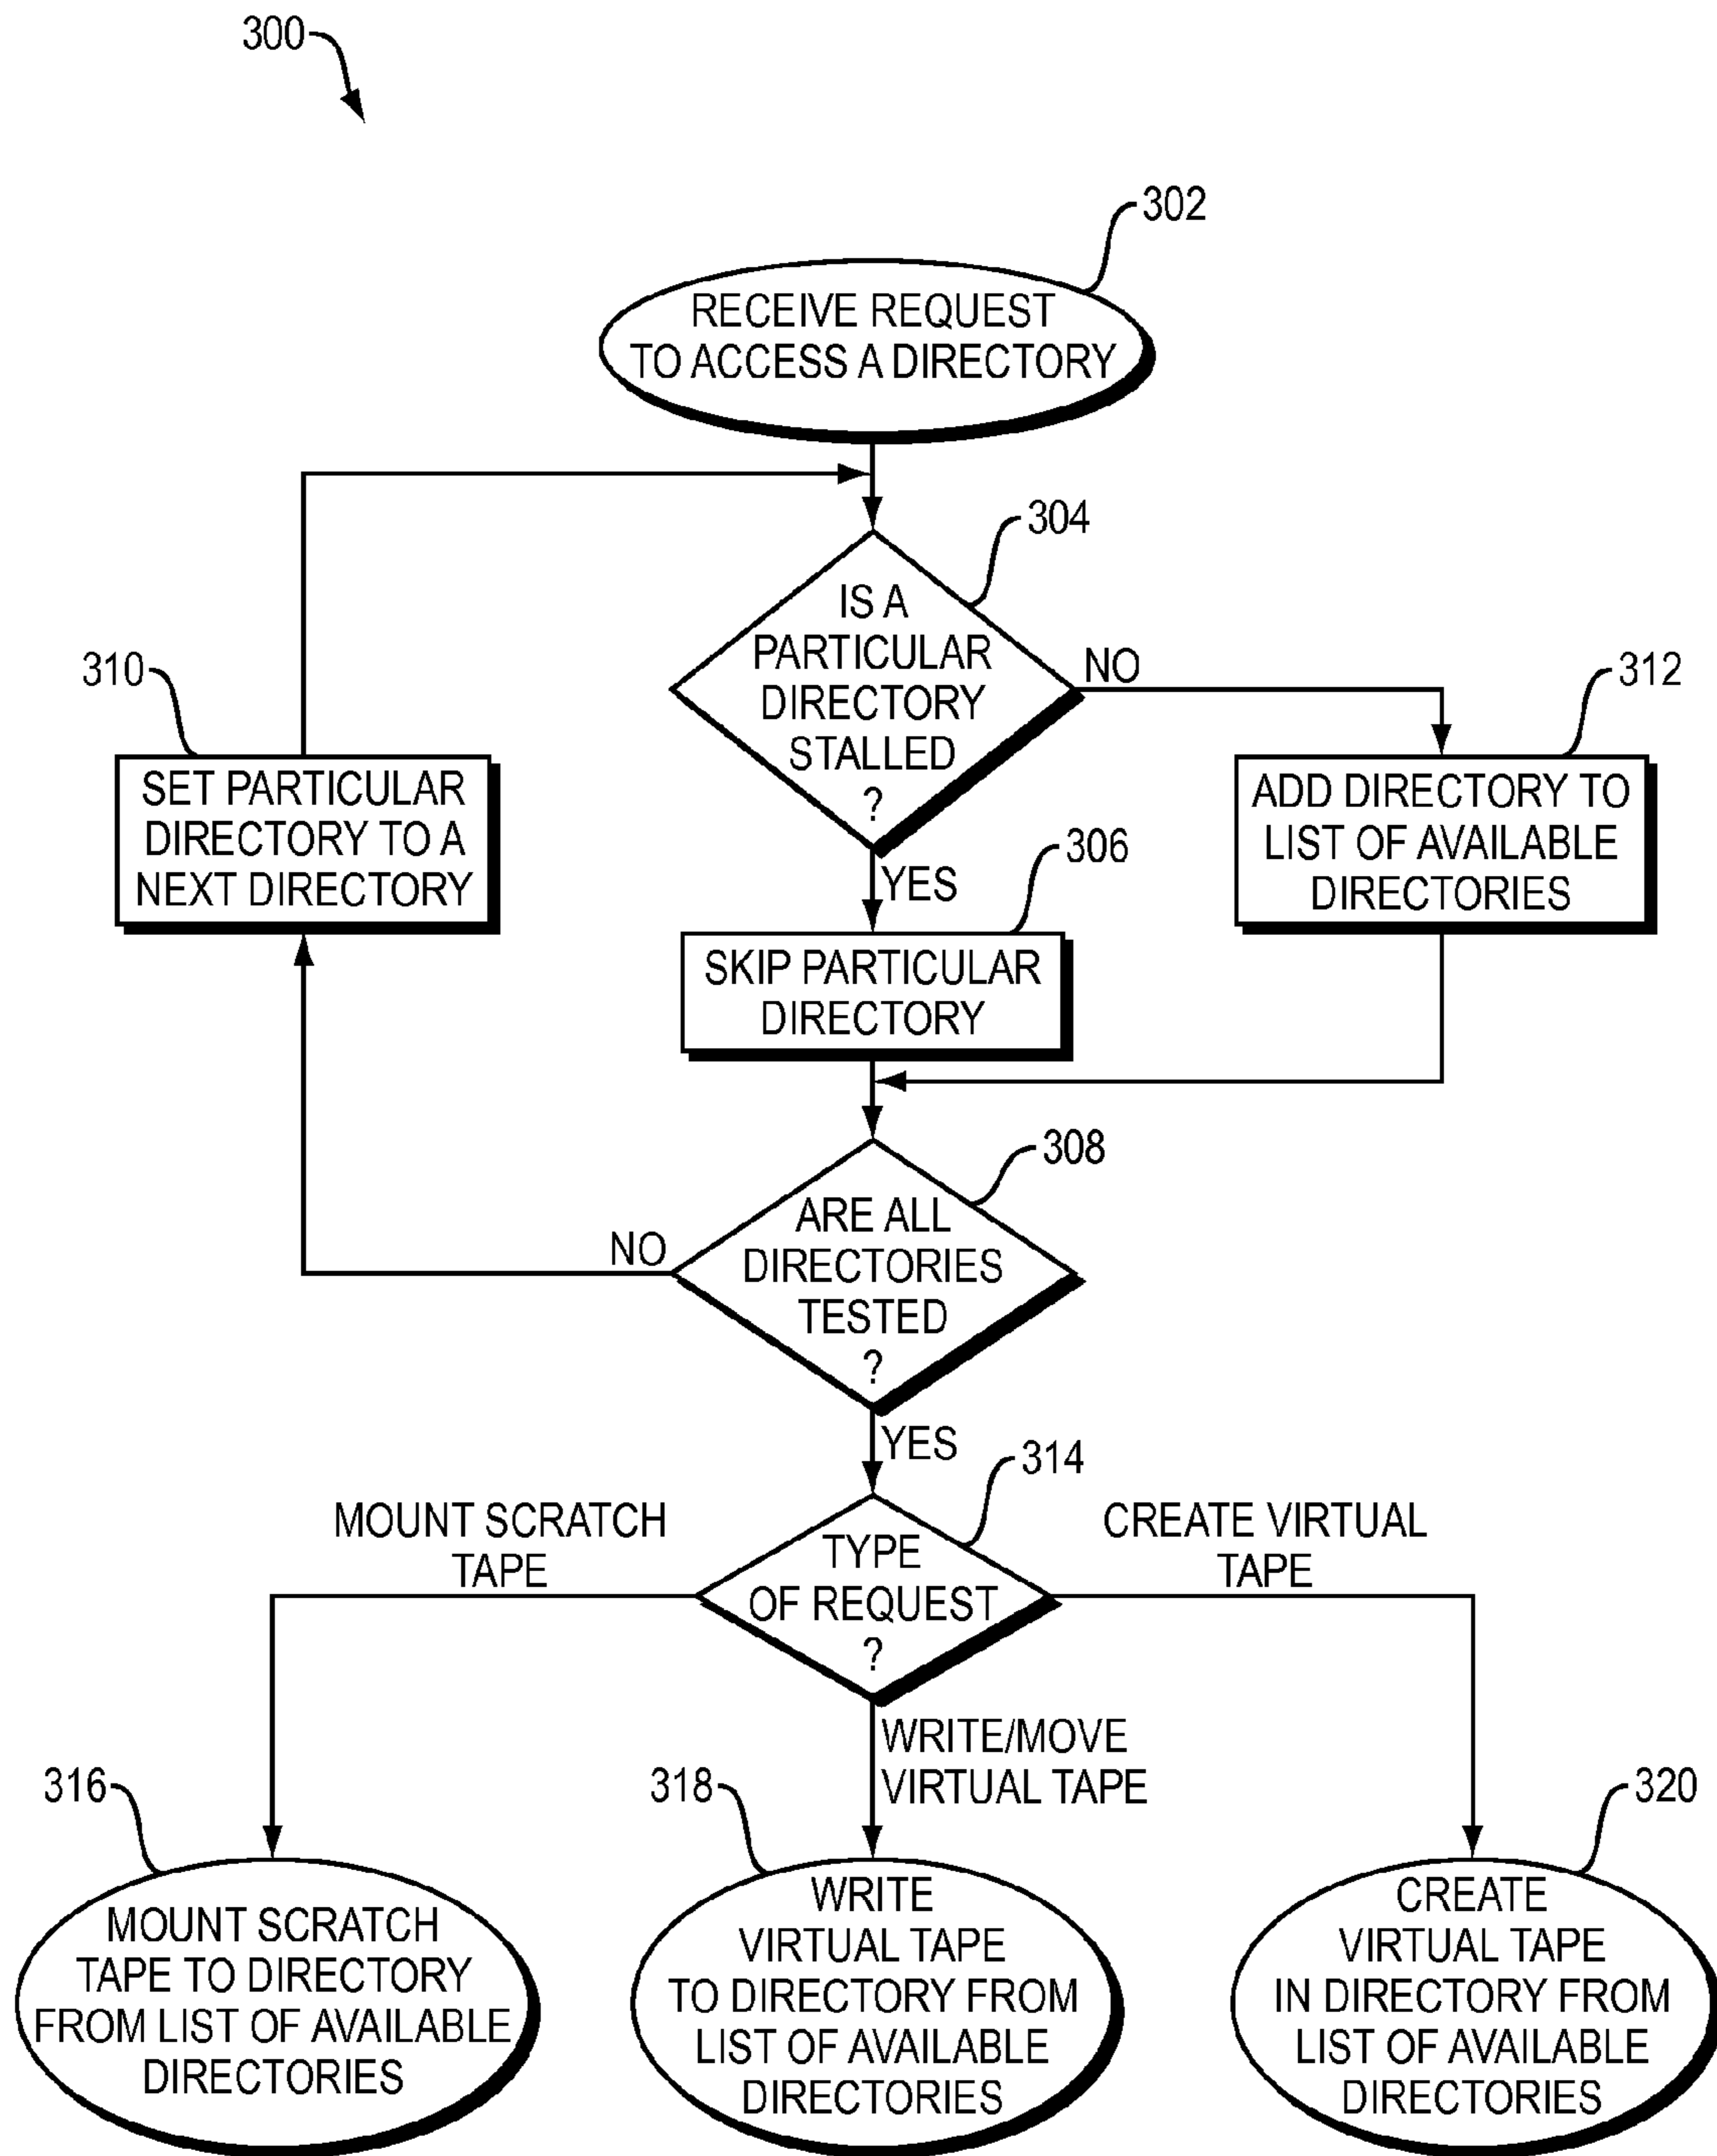 300
302
RECEIVE REQUEST
TO ACCESS A DIRECTORY
304
IS A
PARTICULAR
DIRECTORY
STALLED
?
NO
YES
310
SET PARTICULAR
DIRECTORY TO A
NEXT DIRECTORY
312
ADD DIRECTORY TO
LIST OF AVAILABLE
DIRECTORIES
306
SKIP PARTICULAR
DIRECTORY
308
ARE ALL
DIRECTORIES
TESTED
?
NO
YES
314
TYPE
OF REQUEST
?
MOUNT SCRATCH
TAPE
CREATE VIRTUAL
TAPE
WRITE/MOVE
VIRTUAL TAPE
316
MOUNT SCRATCH
TAPE TO DIRECTORY
FROM LIST OF AVAILABLE
DIRECTORIES
318
WRITE
VIRTUAL TAPE
TO DIRECTORY FROM
LIST OF AVAILABLE
DIRECTORIES
320
CREATE
VIRTUAL TAPE
IN DIRECTORY FROM
LIST OF AVAILABLE
DIRECTORIES